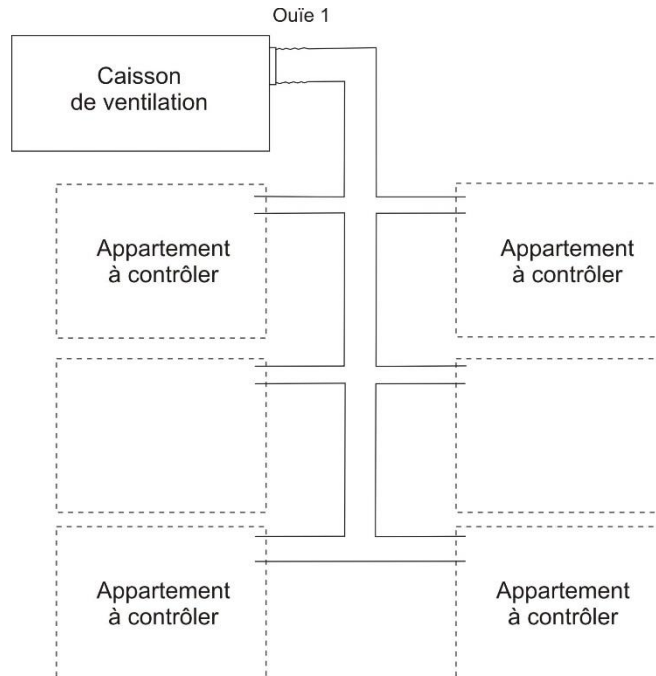 Ouïe 1
Caisson
de ventilation
Appartement
à contrôler
Appartement
à contrôler
Appartement
à contrôler
Appartement
à contrôler